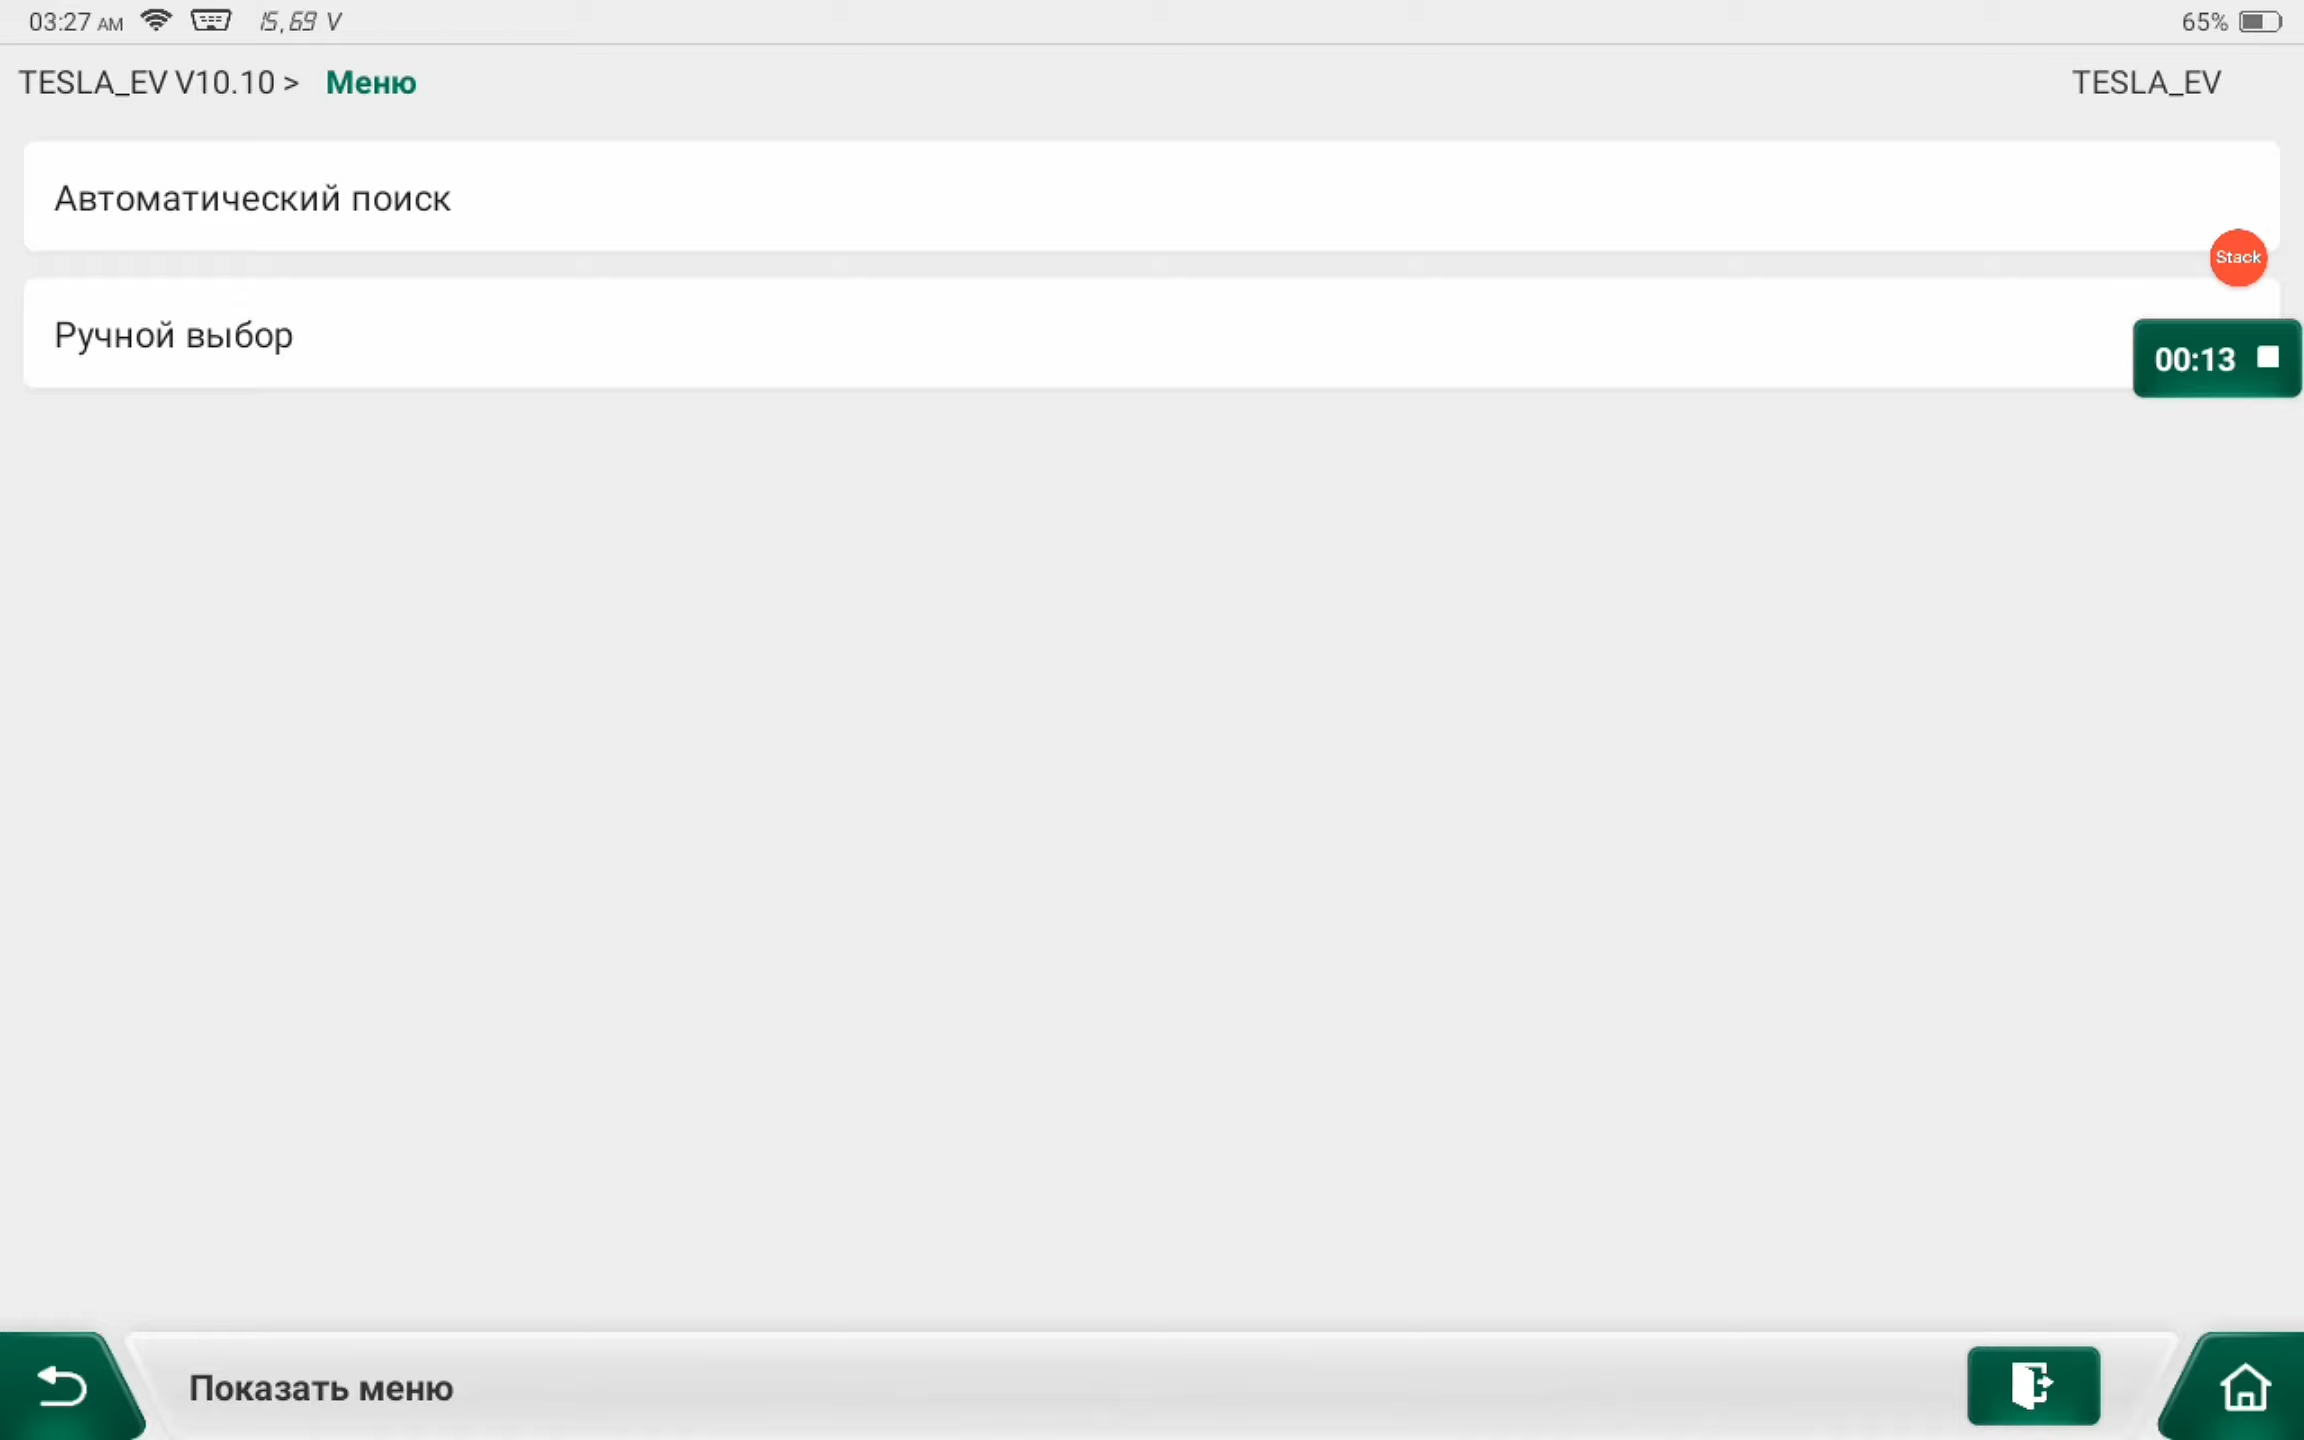 03:27 AM 15,69 V 65%
TESLA_EV V10.10 > Меню TESLA_EV
Автоматический поиск
Stack
Ручной выбор
00:13
Показать меню